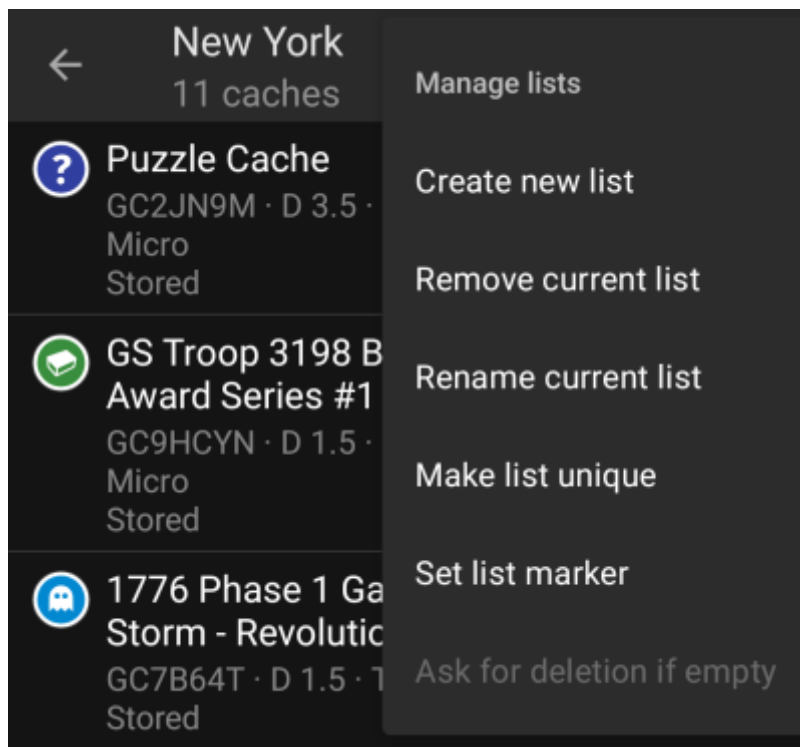 New York
11 caches
Puzzle Cache
GC2JN9M · D 3.5 ·
Micro
Stored
GS Troop 3198 B
Award Series #1
GC9HCYN · D 1.5 ·
Micro
Stored
1776 Phase 1 Ga
Storm - Revolutio
GC7B64T · D 1.5 · T
Stored
Manage lists
Create new list
Remove current list
Rename current list
Make list unique
Set list marker
Ask for deletion if empty